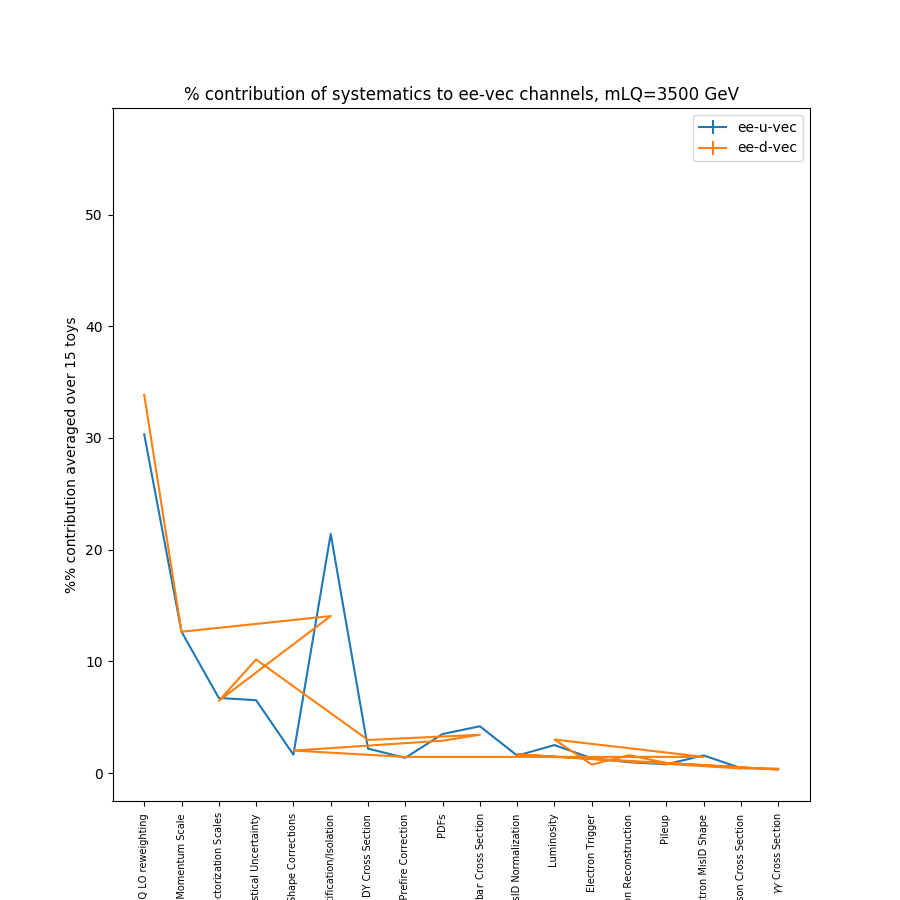 % contribution of systematics to ee-vec channels, mLQ=3500 GeV
ee-u-vec
ee-d-vec
%% contribution averaged over 15 toys
50
40
30
20
10
0
Q LO reweighting
Momentum Scale
ctorization Scales
stical Uncertainty
Shape Corrections
tification/Isolation
DY Cross Section
Prefire Correction
PDFs
bar Cross Section
sID Normalization
Luminosity
Electron Trigger
n Reconstruction
Pileup
tron MisID Shape
son Cross Section
γγ Cross Section